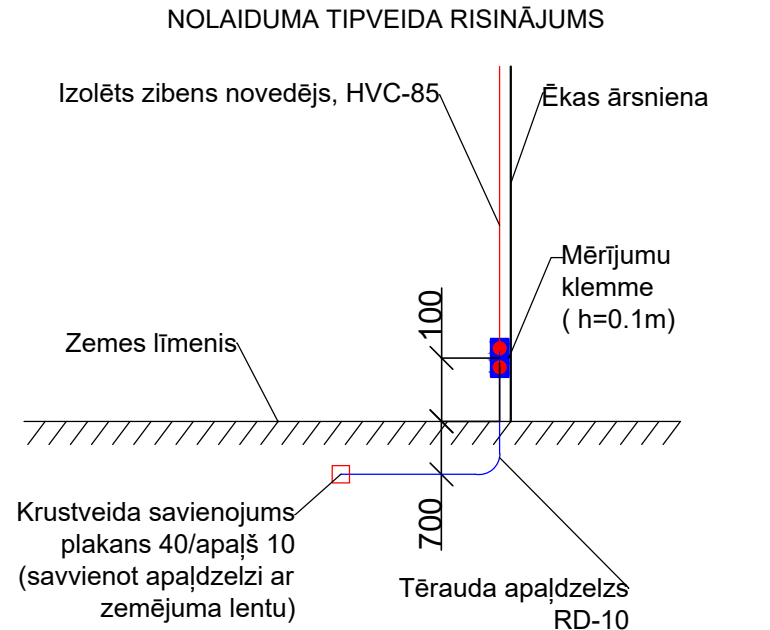 NOLAIDUMA TIPVEIDA RISINĀJUMS
Izolēts zibens novedējs, HVC-85
Ēkas ārsniena
Mērījumu
klemme
( h=0.1m)
100
Zemes līmenis
700
Krustveida savienojums
plakans 40/apaļš 10
(savvienot apaļdzelzi ar
zemējuma lentu)
Tērauda apaļdzelzs
RD-10